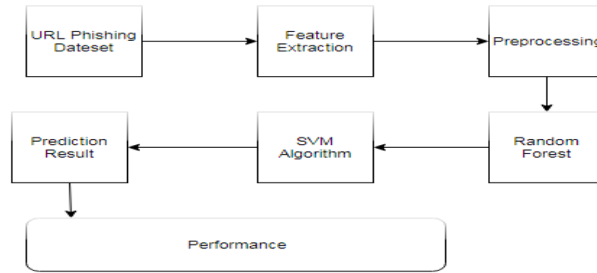 URL Phishing
Dateset
Feature
Extraction
Preprocessing
Random
Forest
SVM
Algorithm
Prediction
Result
Performance